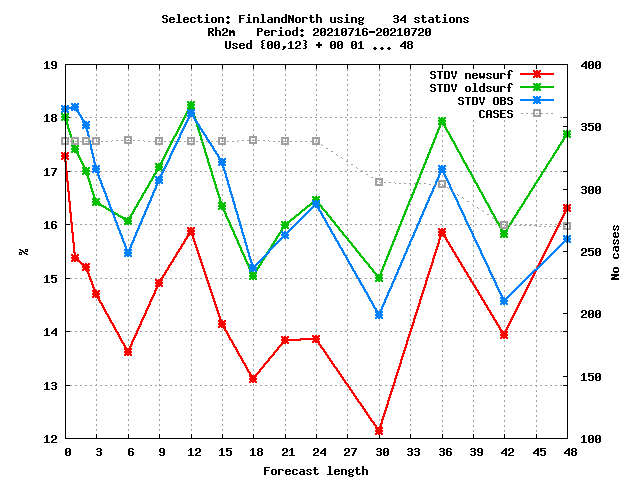 Selection: FinlandNorth using    34 stations
Rh2m   Period: 20210716-20210720
Used {00,12} + 00 01 ... 48
STDV newsurf
STDV oldsurf
STDV OBS
CASES
19
18
17
16
15
14
13
12
%
400
350
300
250
200
150
100
No cases
0 3 6 9 12 15 18 21 24 27 30 33 36 39 42 45 48
Forecast length